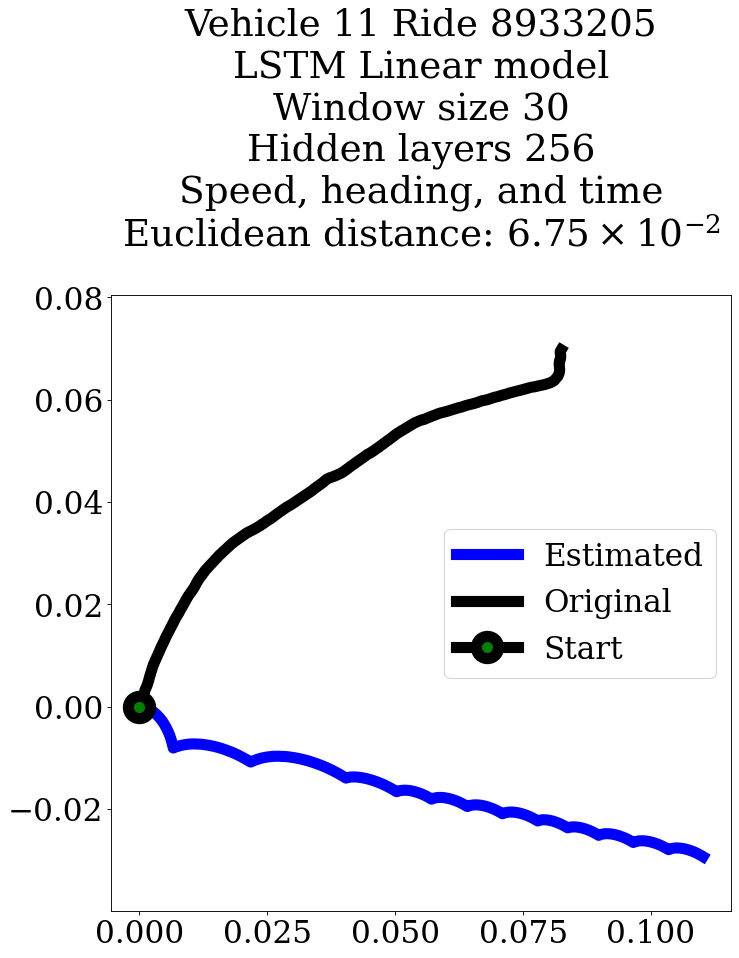 Vehicle 11 Ride 8933205
LSTM Linear model
Window size 30
Hidden layers 256
Speed, heading, and time
Euclidean distance: 6.75 × 10⁻²
0.08
0.06
0.04
0.02
0.00
−0.02
Estimated
Original
Start
0.000 0.025 0.050 0.075 0.100